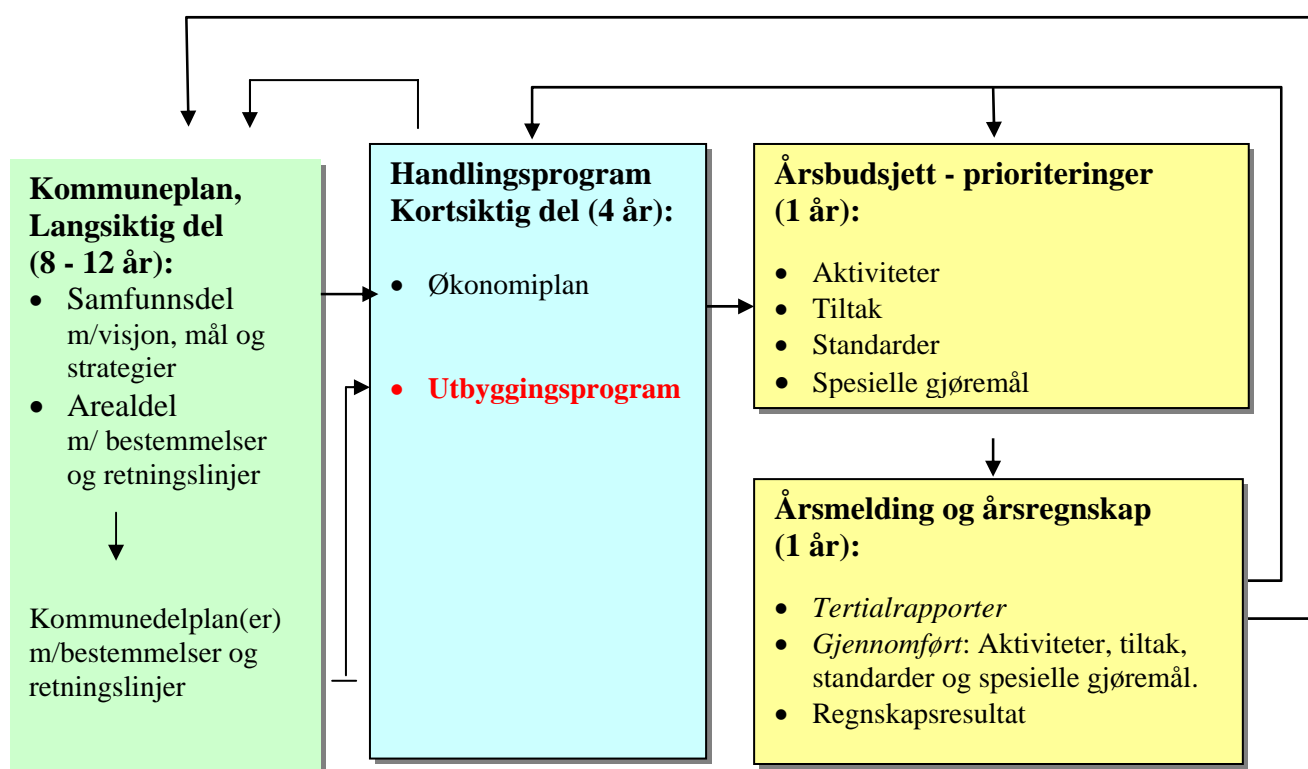 Kommuneplan,
Langsiktig del
(8 - 12 år):
• Samfunnsdel
m/visjon, mål og
strategier
• Arealdel
m/ bestemmelser
og retningslinjer
Kommunedelplan(er)
m/bestemmelser og
retningslinjer
Handlingsprogram
Kortsiktig del (4 år):
• Økonomiplan
• Utbyggingsprogram
Årsbudsjett - prioriteringer
(1 år):
• Aktiviteter
• Tiltak
• Standarder
• Spesielle gjøremål
Årsmelding og årsregnskap
(1 år):
• Tertialrapporter
• Gjennomført: Aktiviteter, tiltak,
standarder og spesielle gjøremål.
• Regnskapsresultat